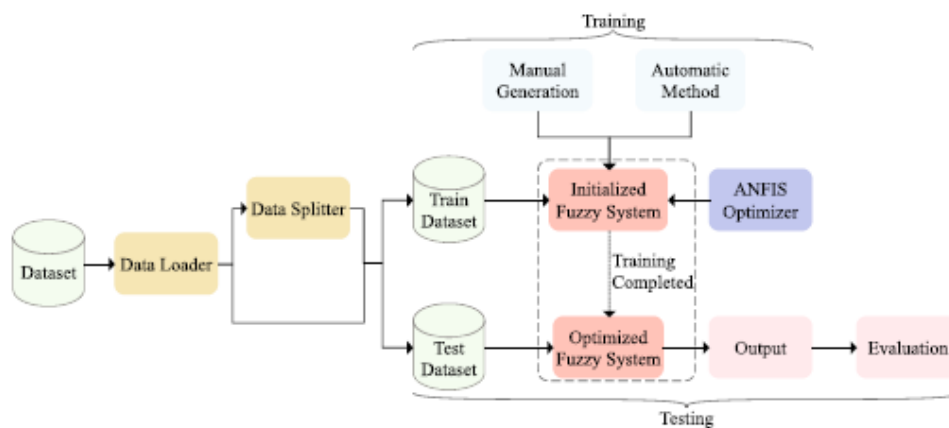 Training
Manual
Generation
Automatic
Method
Data Splitter
Train
Dataset
Initialized
Fuzzy System
ANFIS
Optimizer
Dataset
Data Loader
Training
Completed
Test
Dataset
Optimized
Fuzzy System
Output
Evaluation
Testing